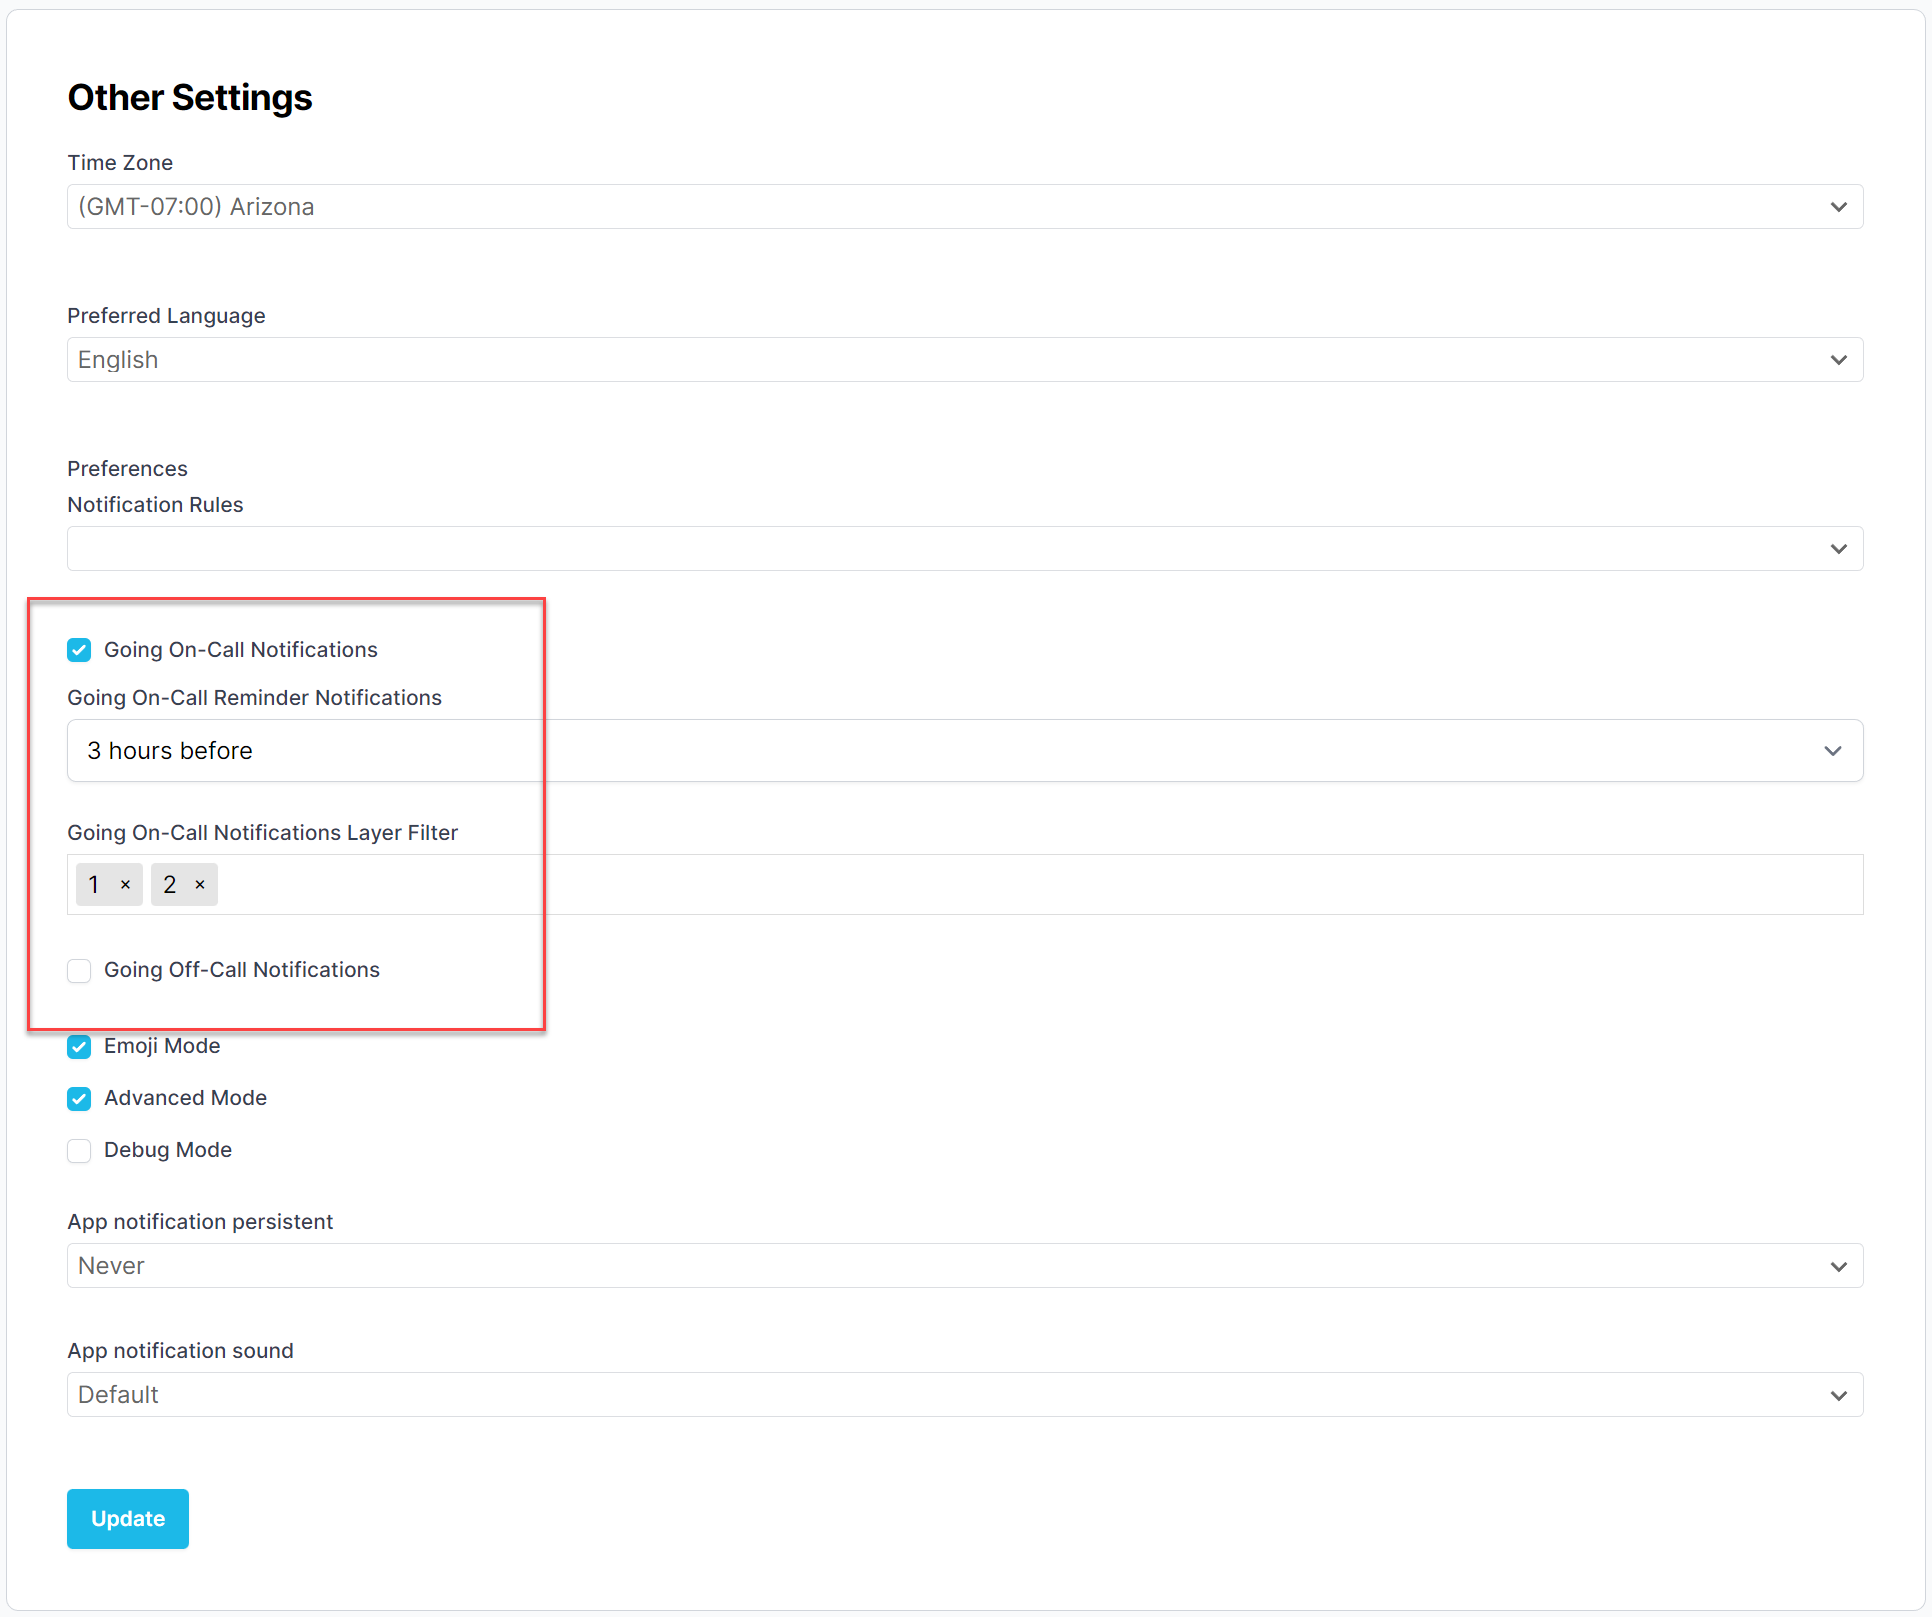 Other Settings
Time Zone
(GMT-07:00) Arizona
Preferred Language
English
Preferences
Notification Rules
Going On-Call Notifications
Going On-Call Reminder Notifications
3 hours before
Going On-Call Notifications Layer Filter
1 × 2 ×
Going Off-Call Notifications
Emoji Mode
Advanced Mode
Debug Mode
App notification persistent
Never
App notification sound
Default
Update